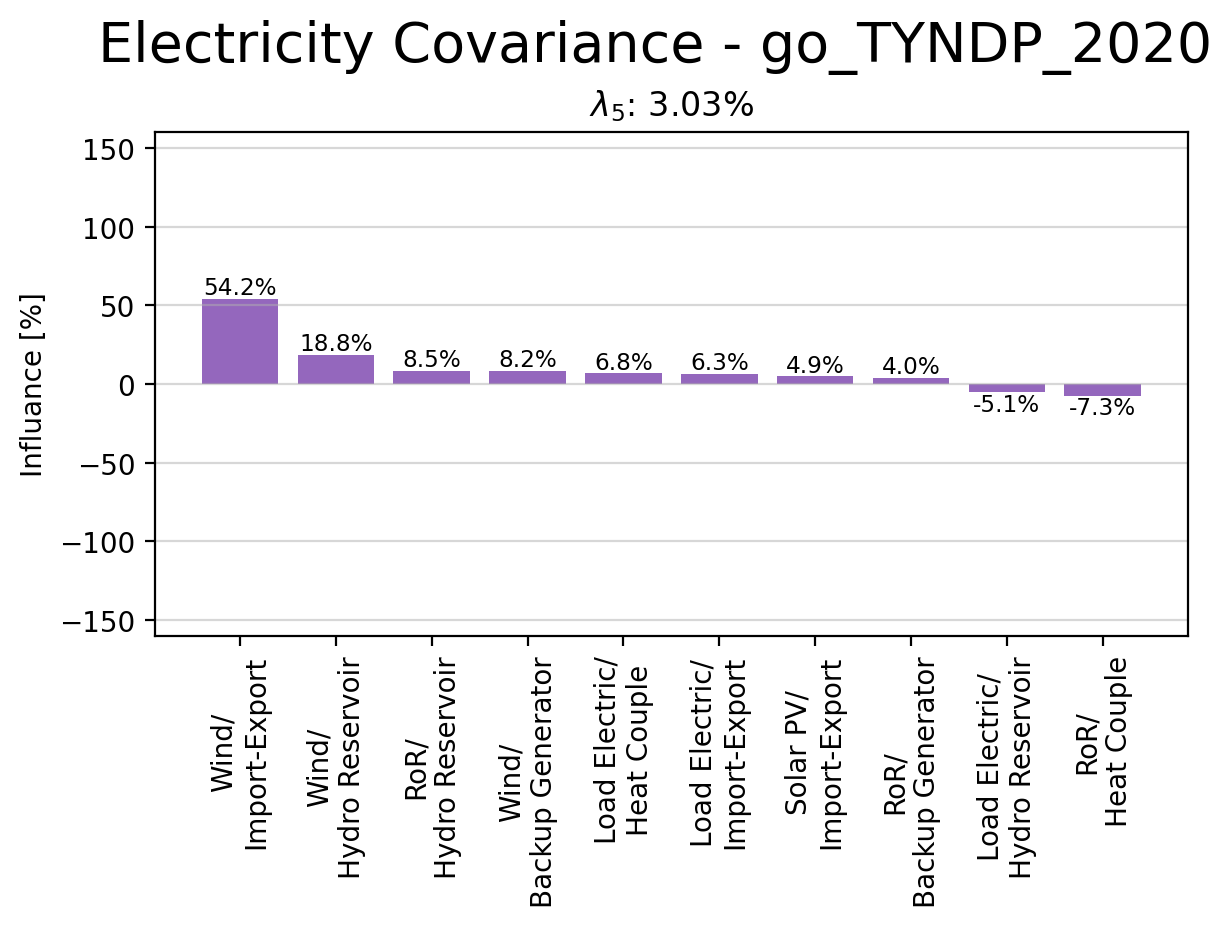 Electricity Covariance - go_TYNDP_2020
λ5: 3.03%
Influance [%]
150
100
50
0
−50
−100
−150
54.2%
18.8%
8.5%
8.2%
6.8%
6.3%
4.9%
4.0%
-5.1%
-7.3%
Wind/
Import-Export
Wind/
Hydro Reservoir
RoR/
Hydro Reservoir
Wind/
Backup Generator
Load Electric/
Heat Couple
Load Electric/
Import-Export
Solar PV/
Import-Export
RoR/
Backup Generator
Load Electric/
Hydro Reservoir
RoR/
Heat Couple